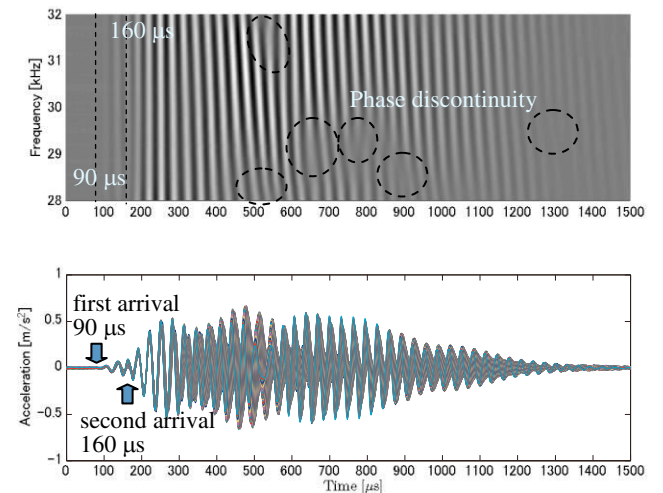 32
160 μs
31
30
Phase discontinuity
29
90 μs
28
Frequency [kHz]
0 100 200 300 400 500 600 700 800 900 1000 1100 1200 1300 1400 1500
1
0.5
0
-0.5
-1
Acceleration [m/s²]
first arrival
90 μs
second arrival
160 μs
0 100 200 300 400 500 600 700 800 900 1000 1100 1200 1300 1400 1500
Time [μs]